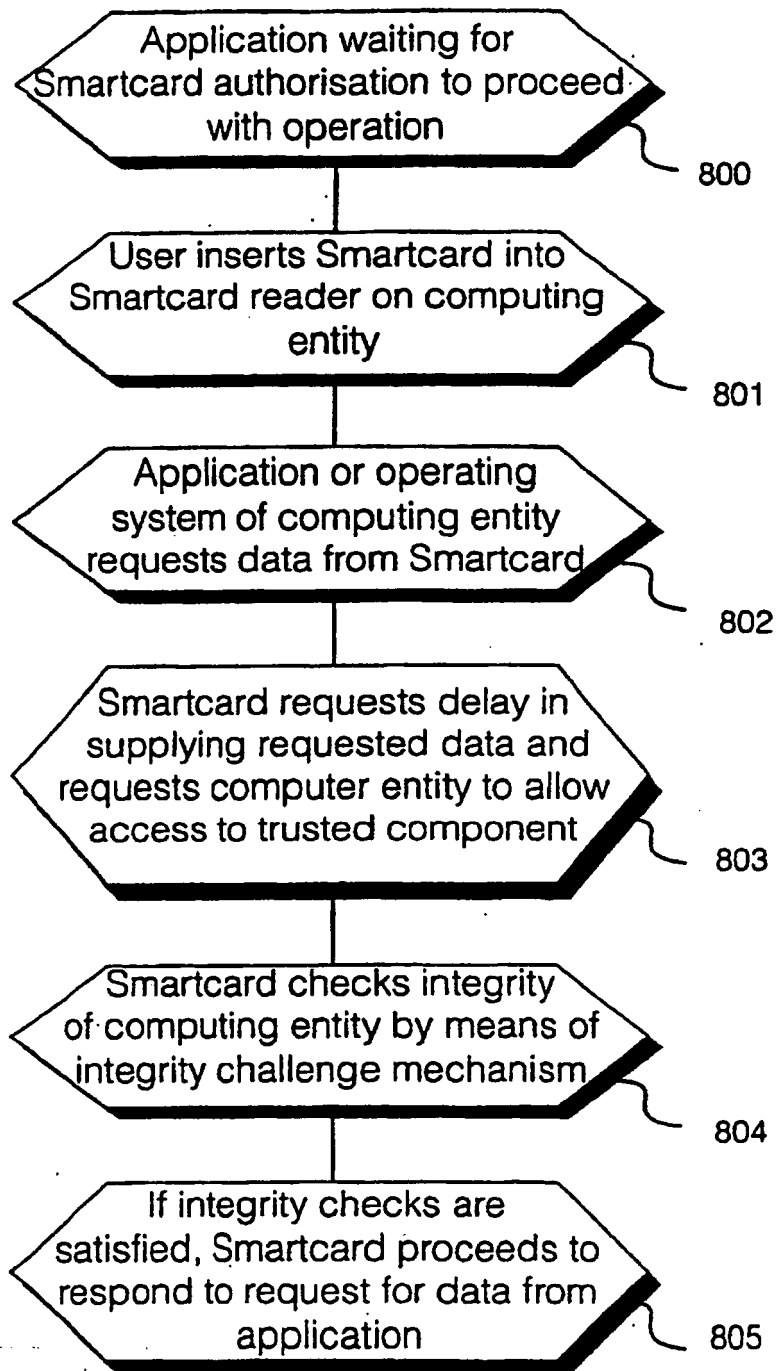 Application waiting for
Smartcard authorisation to proceed
with operation
800
User inserts Smartcard into
Smartcard reader on computing
entity
801
Application or operating
system of computing entity
requests data from Smartcard
802
Smartcard requests delay in
supplying requested data and
requests computer entity to allow
access to trusted component
803
Smartcard checks integrity
of computing entity by means of
integrity challenge mechanism
804
If integrity checks are
satisfied, Smartcard proceeds to
respond to request for data from
application
805